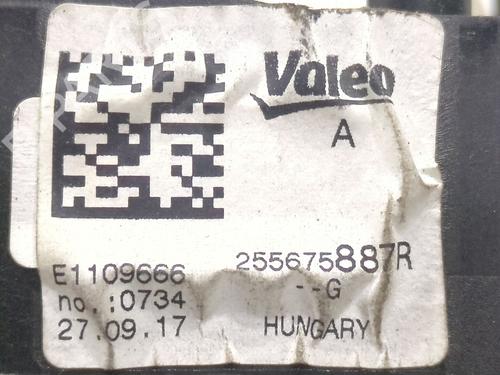 Valeo
A
E1109666
255675887R
no.:0734
--G
27.09.17
HUNGARY